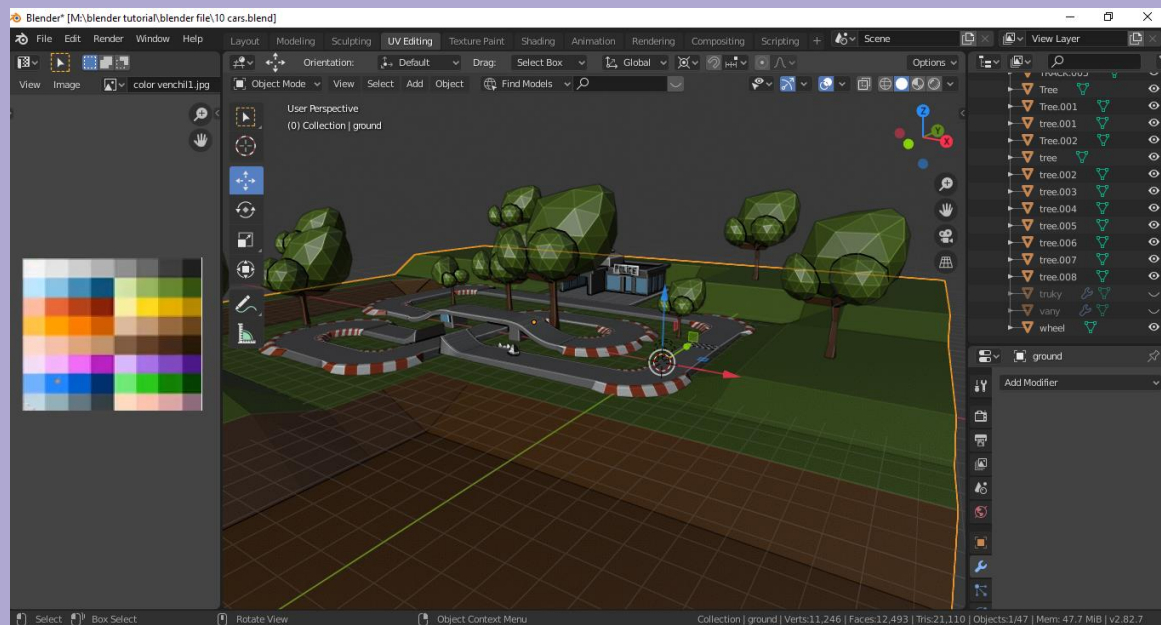 Blender* [M:\blender tutorial\blender file\10 cars.blend]
File Edit Render Window Help
Layout Modeling Sculpting UV Editing Texture Paint Shading Animation Rendering Compositing Scripting +
Scene
View Layer
Orientation: Default Drag: Select Box Global Options
View Image color venchil1.jpg
Object Mode View Select Add Object Find Models
User Perspective
(0) Collection | ground
Z
Y
X
POLICE
TRACK.005
Tree
Tree.001
tree.001
Tree.002
tree
tree.002
tree.003
tree.004
tree.005
tree.006
tree.007
tree.008
truky
vany
wheel
ground
Add Modifier
Select Box Select Rotate View Object Context Menu
Collection | ground | Verts:11,246 | Faces:12,493 | Tris:21,110 | Objects:1/47 | Mem: 47.7 MiB | v2.82.7